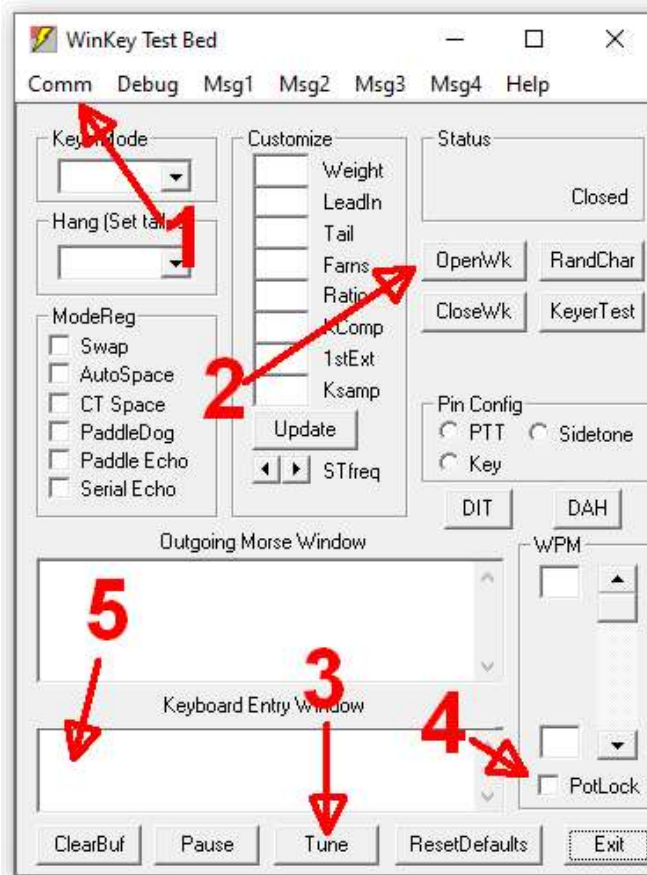 WinKey Test Bed
Comm Debug Msg1 Msg2 Msg3 Msg4 Help
1
Hang (Set
ModeReg
Swap
AutoSpace
CT Space
PaddleDog
Paddle Echo
Serial Echo
Customize
Weight
LeadIn
Tail
Farns
Ratio
KComp
1stExt
Ksamp
Update
STfreq
2
Status
Closed
OpenWk RandChar
CloseWk KeyerTest
Pin Config
PTT Sidetone
Key
DIT DAH
Outgoing Morse Window
5
Keyboard Entry Window
3
WPM
4
PotLock
ClearBuf Pause Tune ResetDefaults Exit